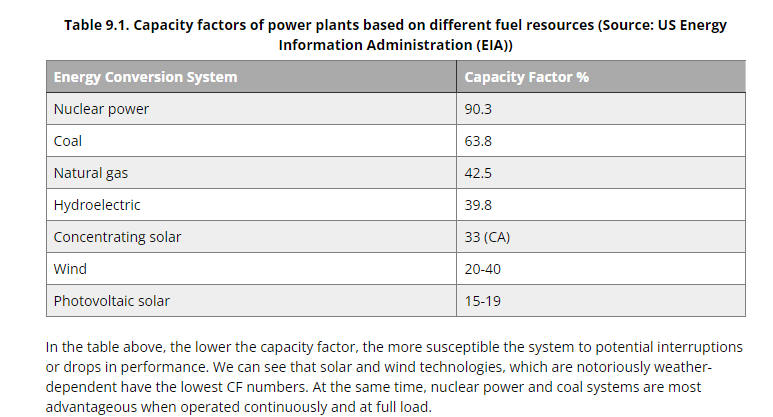 Table 9.1. Capacity factors of power plants based on different fuel resources (Source: US Energy
Information Administration (EIA))
Energy Conversion System Capacity Factor %
Nuclear power 90.3
Coal 63.8
Natural gas 42.5
Hydroelectric 39.8
Concentrating solar 33 (CA)
Wind 20-40
Photovoltaic solar 15-19
In the table above, the lower the capacity factor, the more susceptible the system to potential interruptions
or drops in performance. We can see that solar and wind technologies, which are notoriously weather-
dependent have the lowest CF numbers. At the same time, nuclear power and coal systems are most
advantageous when operated continuously and at full load.